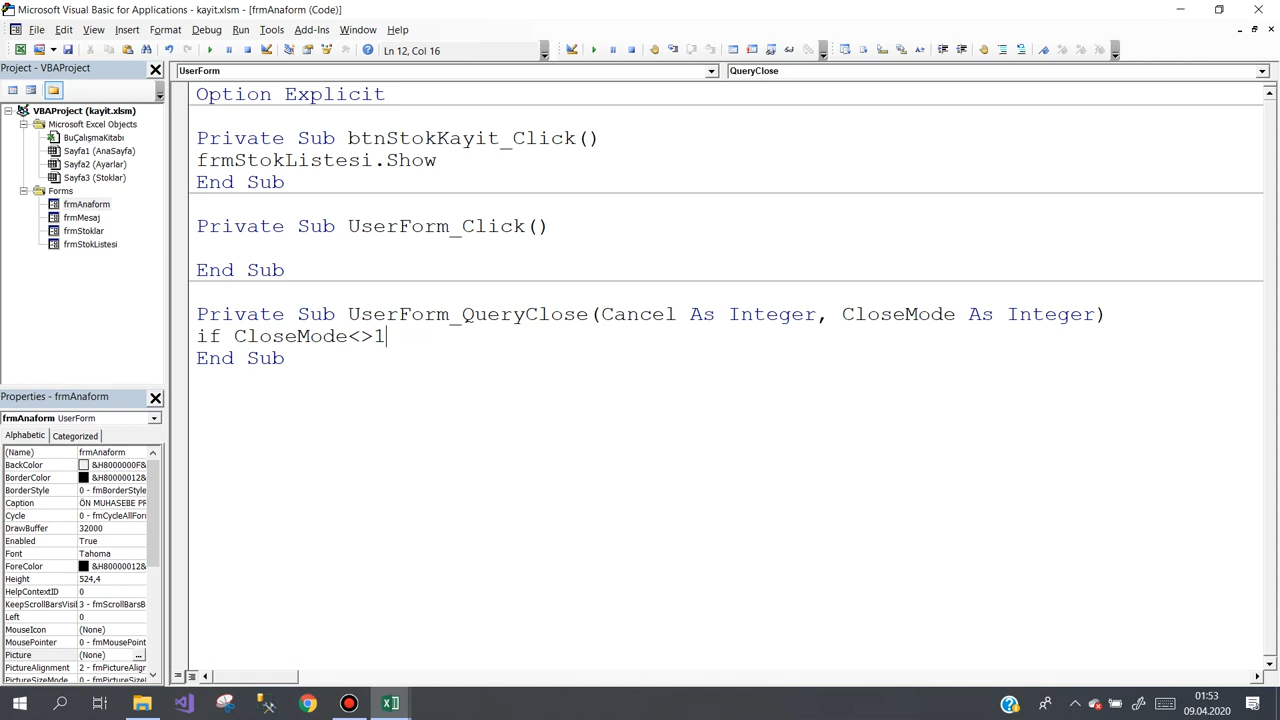 Microsoft Visual Basic for Applications - kayit.xlsm - [frmAnaform (Code)]
File Edit View Insert Format Debug Run Tools Add-Ins Window Help
Ln 12, Col 16
Project - VBAProject
UserForm
QueryClose
VBAProject (kayit.xlsm)
Microsoft Excel Objects
BuÇalışmaKitabı
Sayfa1 (AnaSayfa)
Sayfa2 (Ayarlar)
Sayfa3 (Stoklar)
Forms
frmAnaform
frmMesaj
frmStoklar
frmStokListesi
Option Explicit
Private Sub btnStokKayit_Click()
frmStokListesi.Show
End Sub
Private Sub UserForm_Click()
End Sub
Private Sub UserForm_QueryClose(Cancel As Integer, CloseMode As Integer)
if CloseMode<>1
End Sub
Properties - frmAnaform
frmAnaform UserForm
Alphabetic Categorized
(Name) frmAnaform
BackColor &H8000000F&
BorderColor &H80000012&
BorderStyle 0 - fmBorderStyle
Caption ÖN MUHASEBE PR
Cycle 0 - fmCycleAllFor
DrawBuffer 32000
Enabled True
Font Tahoma
ForeColor &H80000012&
Height 524,4
HelpContextID 0
KeepScrollBarsVisil 3 - fmScrollBarsB
Left 0
MouseIcon (None)
MousePointer 0 - fmMousePoint
Picture (None) ...
PictureAlignment 2 - fmPictureAlign
PictureSizeMode 0 - fmPictureSizel
01:53
09.04.2020